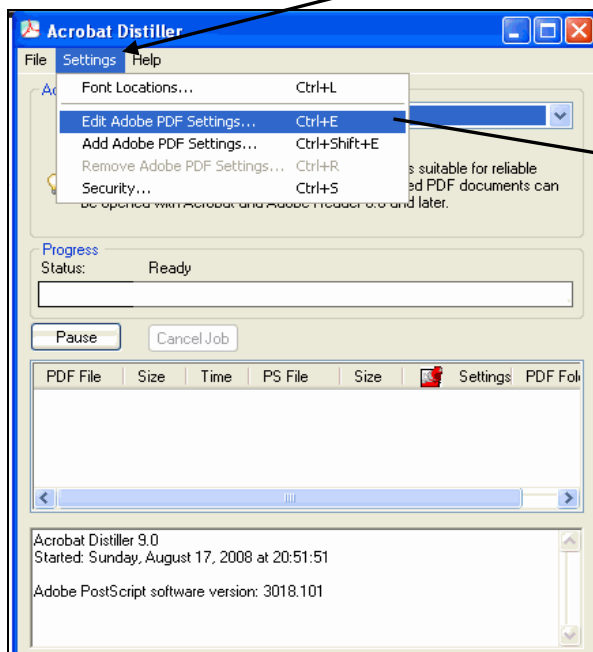 Acrobat Distiller
File Settings Help
Font Locations... Ctrl+L
Edit Adobe PDF Settings... Ctrl+E
Add Adobe PDF Settings... Ctrl+Shift+E
Remove Adobe PDF Settings... Ctrl+R
suitable for reliable
Security... Ctrl+S
ed PDF documents can
be opened with Acrobat and Adobe Reader and later.
Progress
Status: Ready
Pause Cancel Job
PDF File Size Time PS File Size Settings PDF Fol
Acrobat Distiller 9.0
Started: Sunday, August 17, 2008 at 20:51:51
Adobe PostScript software version: 3018.101